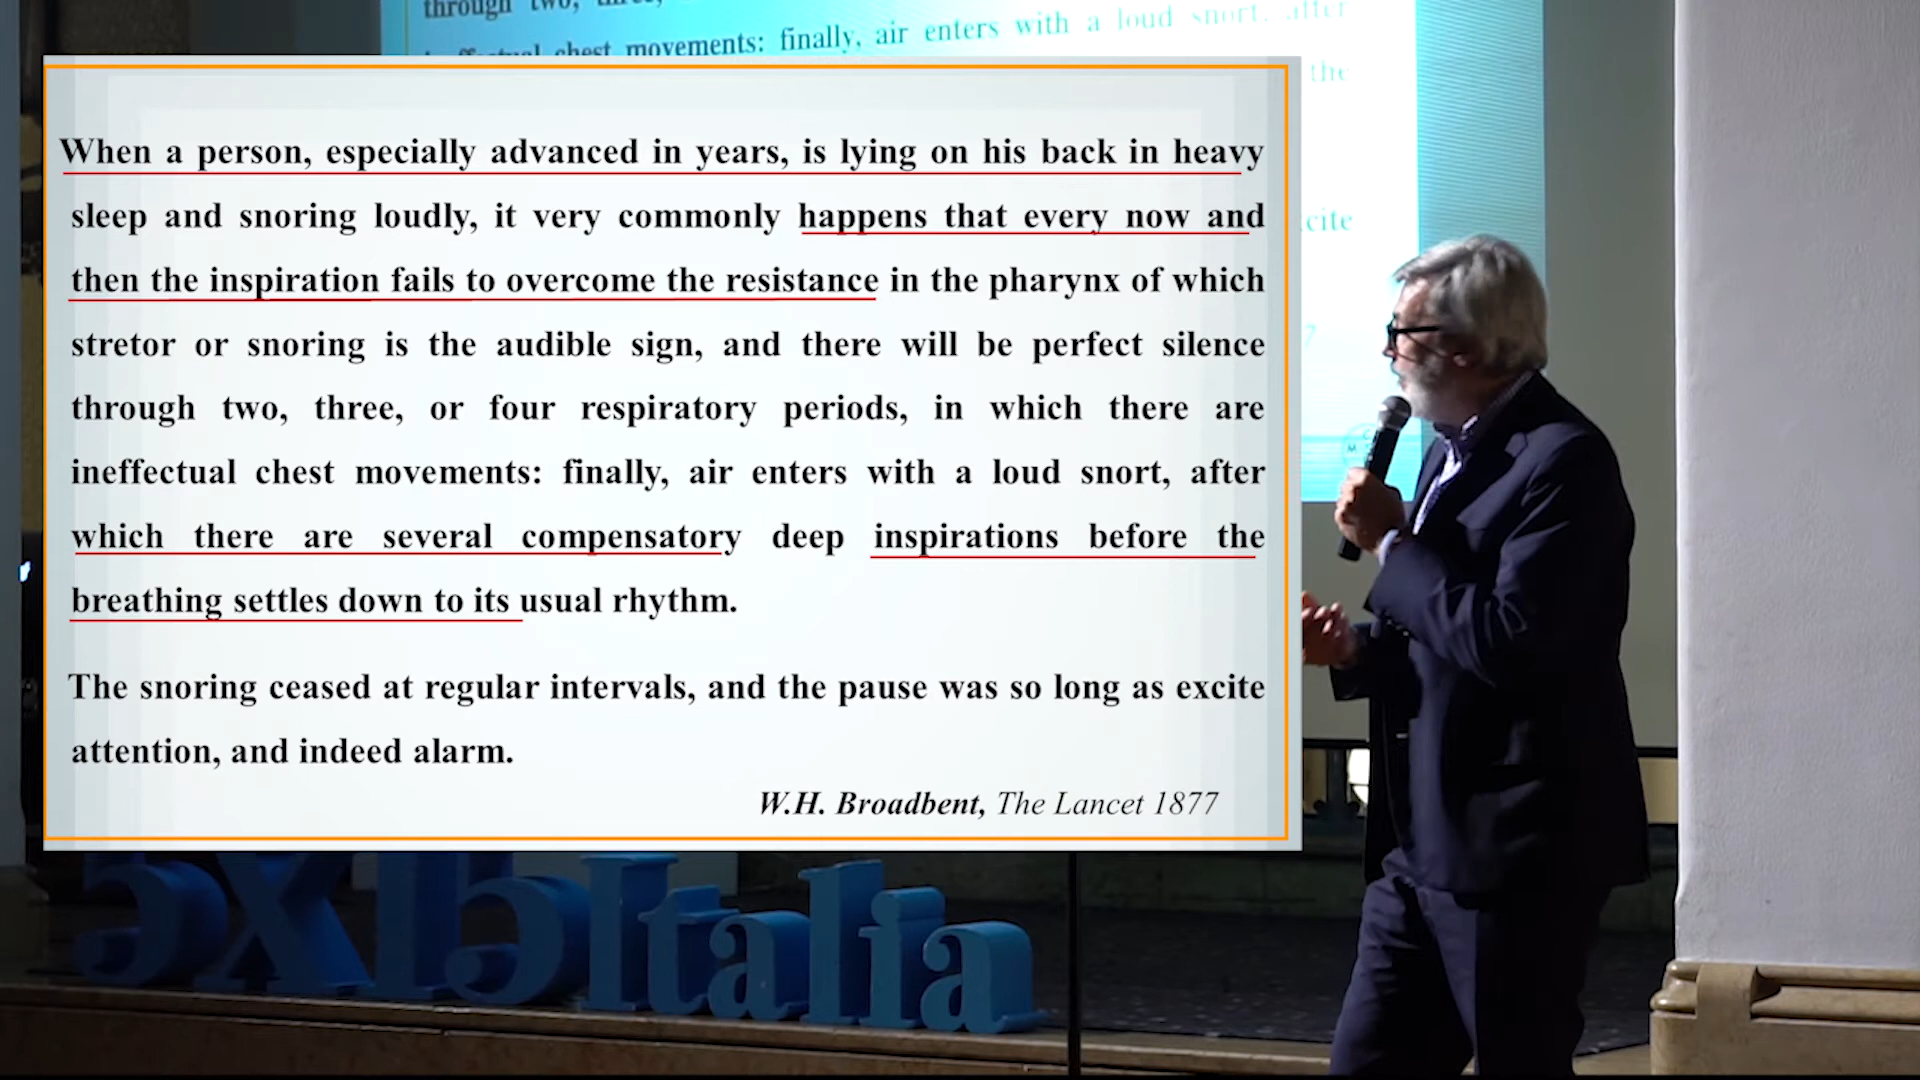 through two,
chest movements: finally, air enters with a loud snort, after
the
When a person, especially advanced in years, is lying on his back in heavy
sleep and snoring loudly, it very commonly happens that every now and
then the inspiration fails to overcome the resistance in the pharynx of which
stretor or snoring is the audible sign, and there will be perfect silence
through two, three, or four respiratory periods, in which there are
ineffectual chest movements: finally, air enters with a loud snort, after
which there are several compensatory deep inspirations before the
breathing settles down to its usual rhythm.
The snoring ceased at regular intervals, and the pause was so long as excite
attention, and indeed alarm.
W.H. Broadbent, The Lancet 1877
5x15Italia